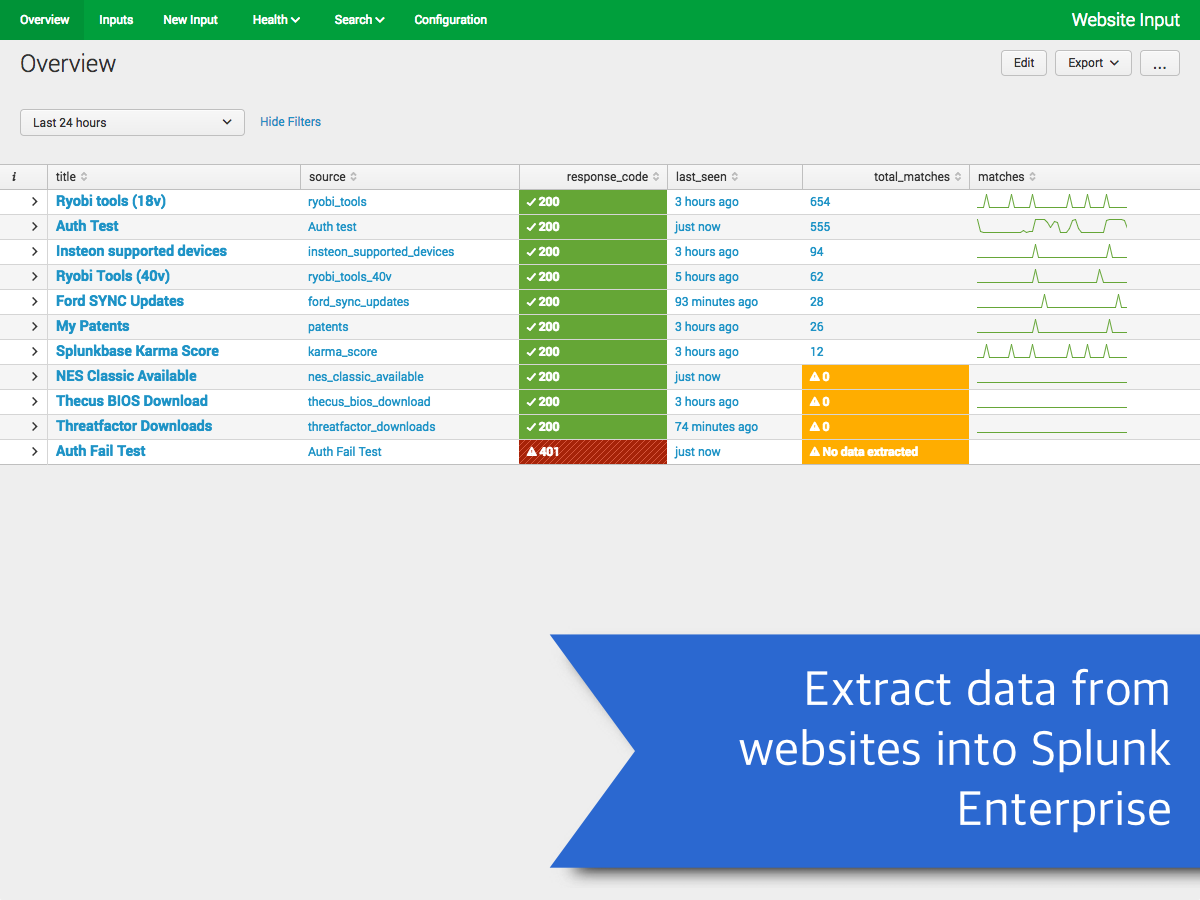 Overview Inputs New Input Health Search Configuration Website Input
Overview Edit Export ...
Last 24 hours Hide Filters
i title source response_code last_seen total_matches matches
Ryobi tools (18v) ryobi_tools 200 3 hours ago 654
Auth Test Auth test 200 just now 555
Insteon supported devices insteon_supported_devices 200 3 hours ago 94
Ryobi Tools (40v) ryobi_tools_40v 200 5 hours ago 62
Ford SYNC Updates ford_sync_updates 200 93 minutes ago 28
My Patents patents 200 3 hours ago 26
Splunkbase Karma Score karma_score 200 3 hours ago 12
NES Classic Available nes_classic_available 200 just now 0
Thecus BIOS Download thecus_bios_download 200 3 hours ago 0
Threatfactor Downloads threatfactor_downloads 200 74 minutes ago 0
Auth Fail Test Auth Fail Test 401 just now No data extracted
Extract data from
websites into Splunk
Enterprise